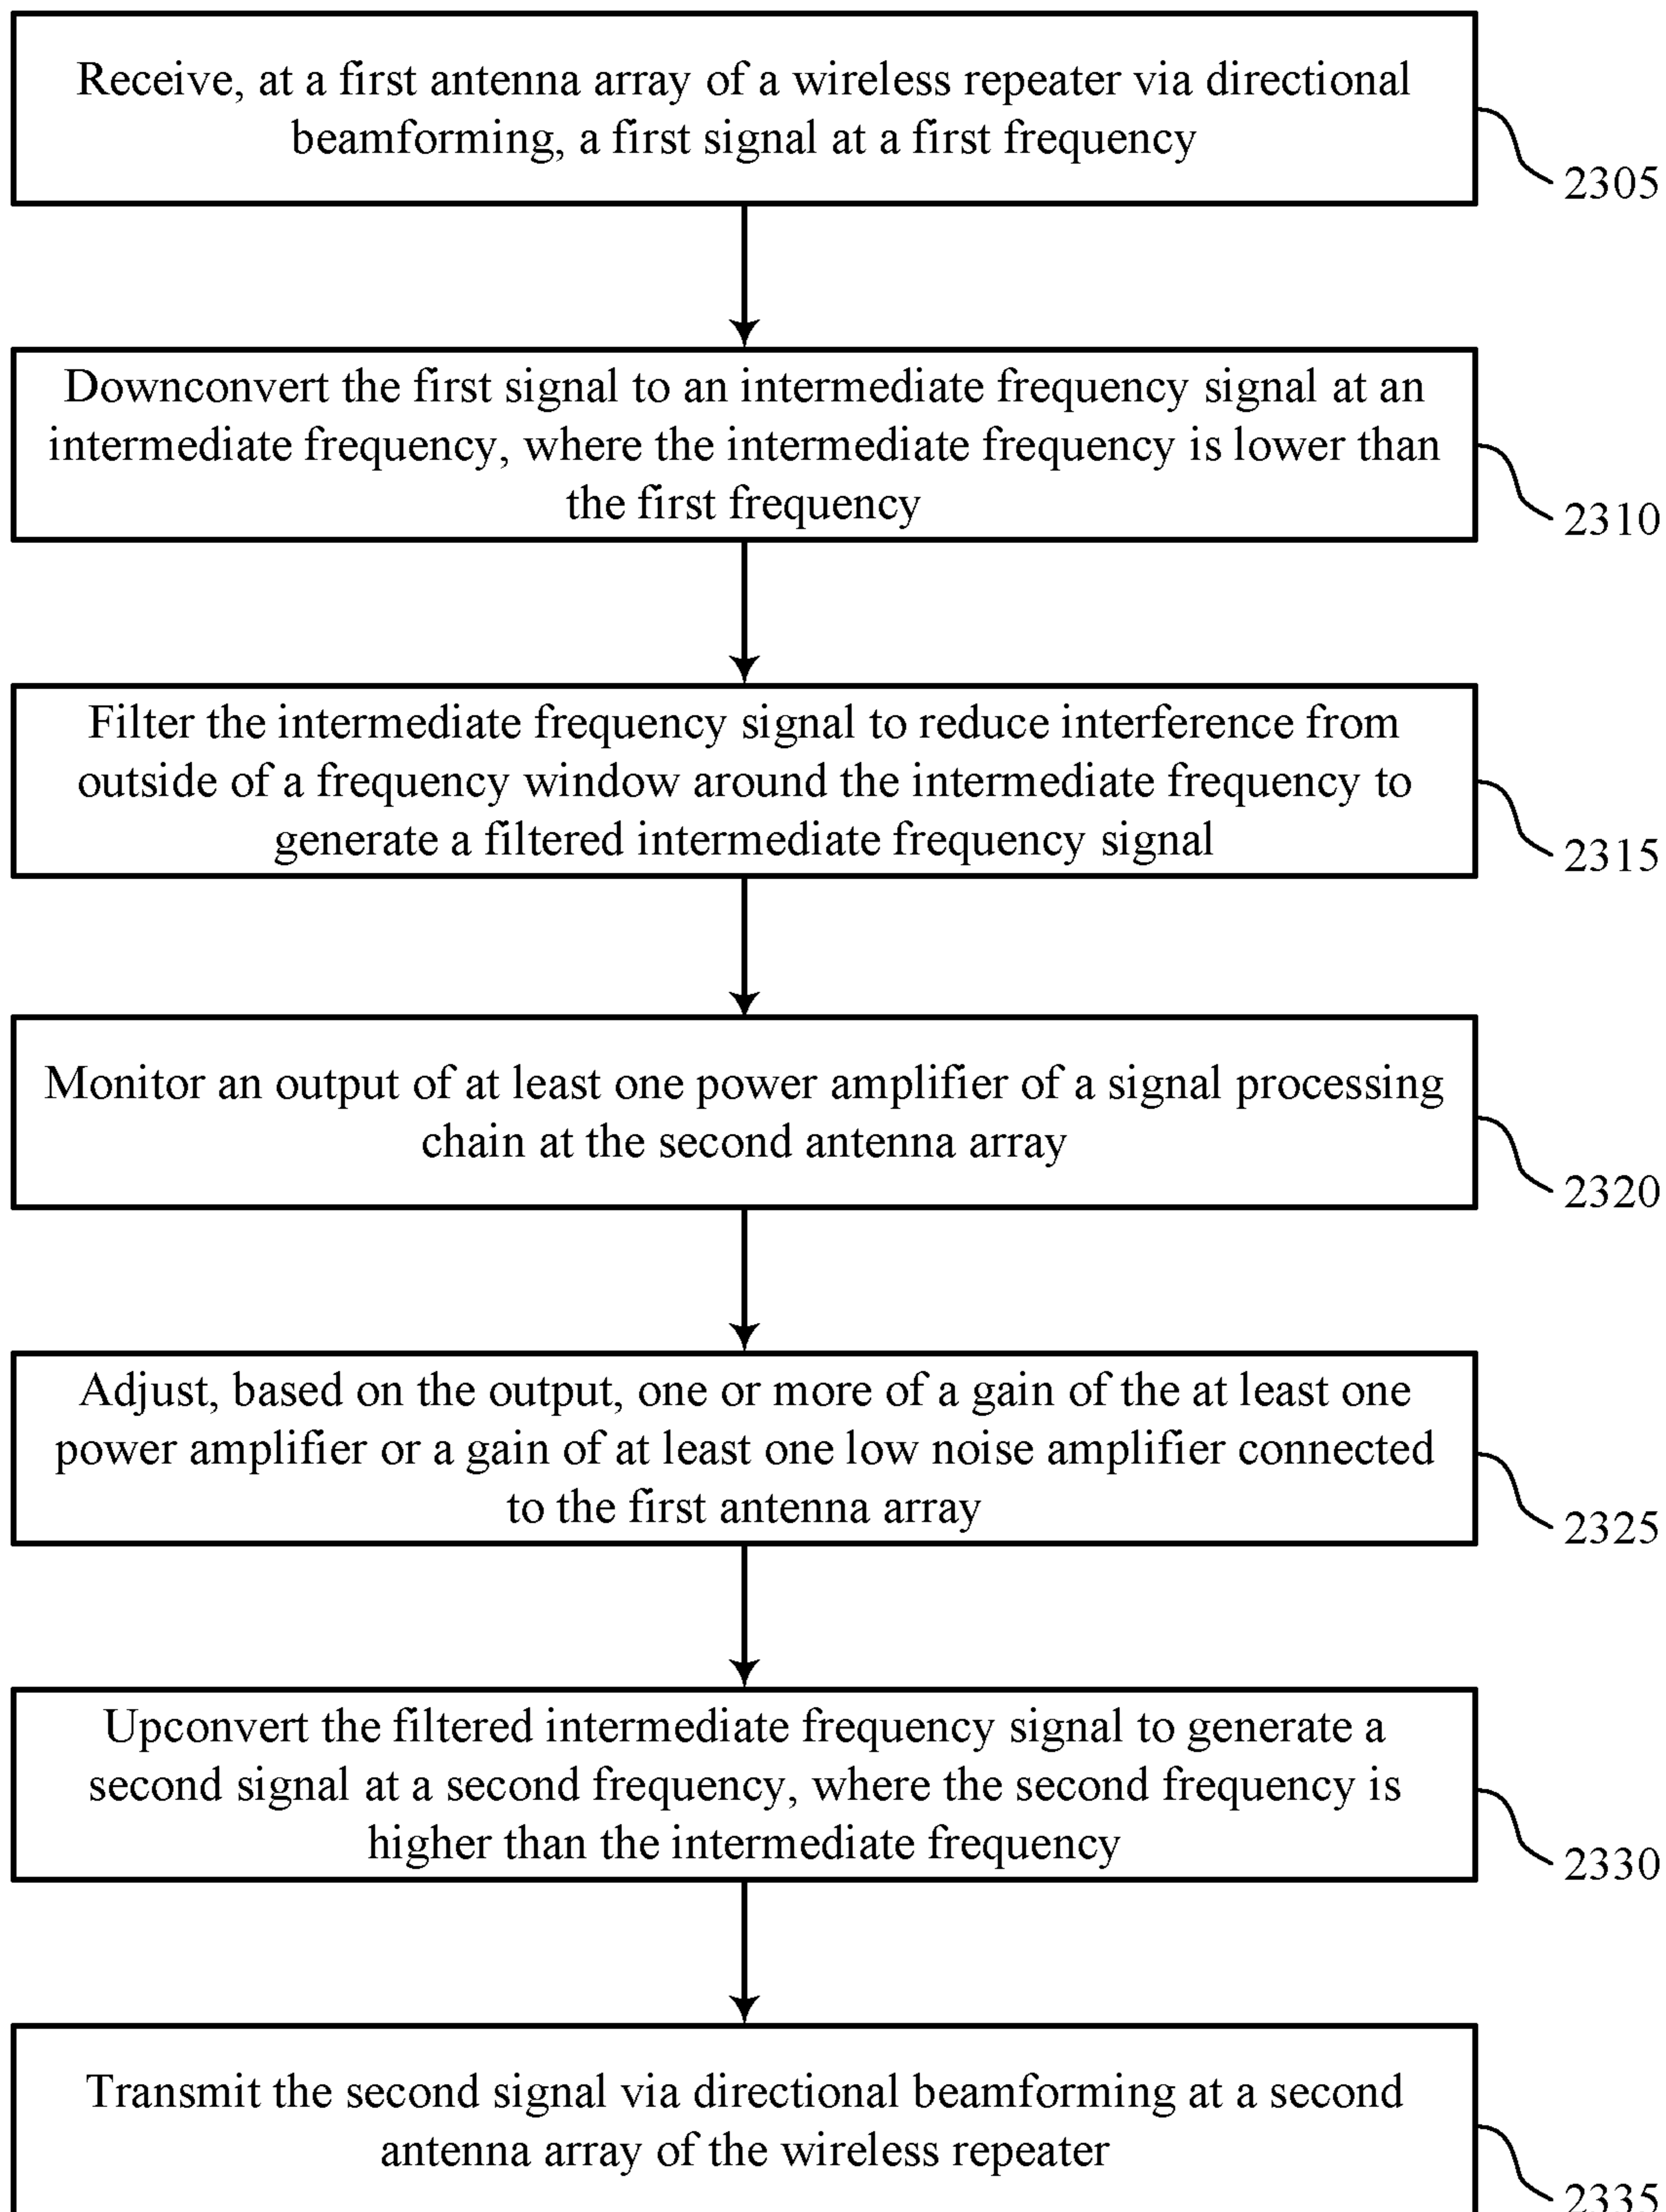 Receive, at a first antenna array of a wireless repeater via directional
beamforming, a first signal at a first frequency
2305
Downconvert the first signal to an intermediate frequency signal at an
intermediate frequency, where the intermediate frequency is lower than
the first frequency
2310
Filter the intermediate frequency signal to reduce interference from
outside of a frequency window around the intermediate frequency to
generate a filtered intermediate frequency signal
2315
Monitor an output of at least one power amplifier of a signal processing
chain at the second antenna array
2320
Adjust, based on the output, one or more of a gain of the at least one
power amplifier or a gain of at least one low noise amplifier connected
to the first antenna array
2325
Upconvert the filtered intermediate frequency signal to generate a
second signal at a second frequency, where the second frequency is
higher than the intermediate frequency
2330
Transmit the second signal via directional beamforming at a second
antenna array of the wireless repeater
2335